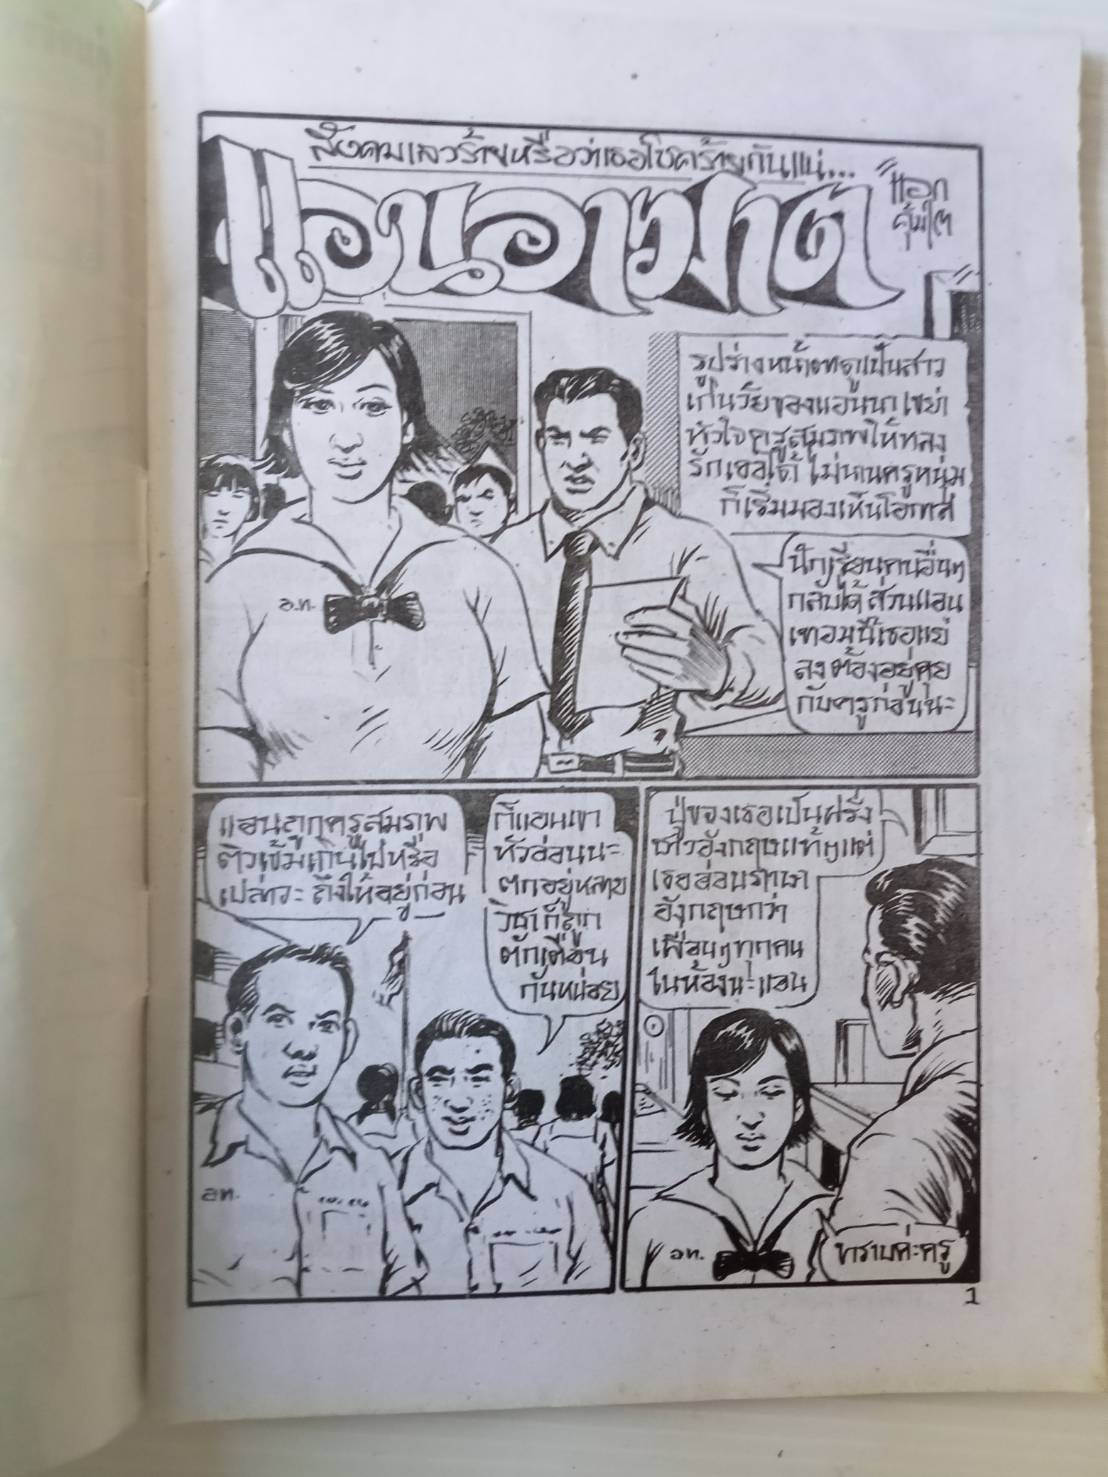 สังคมเลวร้ายหรือว่าเธอโชคร้ายกันแน่...
แอนอาฆาต
แอก
คุ้มไต
รูปร่างหน้าตาดูเป็นสาว
เกินวัยของแอนนาเขย่า
หัวใจครูสมภพให้หลง
รักเธอได้ ไม่นานครูหนุ่ม
ก็เริ่มมองเห็นโอกาส
นักเรียนคนอื่นๆ
กลับได้ ส่วนแอน
เทอมนี้เธอแย่
ลงต้องอยู่คุย
กับครูก่อนนะ
อ.ท.
แอนถูกครูสมภพ
ติวเข้มเกินไปหรือ
เปล่าวะ ถึงให้อยู่ก่อน
ก็แอนเขา
หัวอ่อนนะ
ตกอยู่หลาย
วิชาก็ถูก
ตักเตือน
กันหน่อย
อท.
ปู่ของเธอเป็นฝรั่ง
ชาวอังกฤษแท้ๆแต่
เธออ่อนภาษา
อังกฤษกว่า
เพื่อนๆทุกคน
ในห้องนะแอน
อท.
ทราบค่ะครู
1